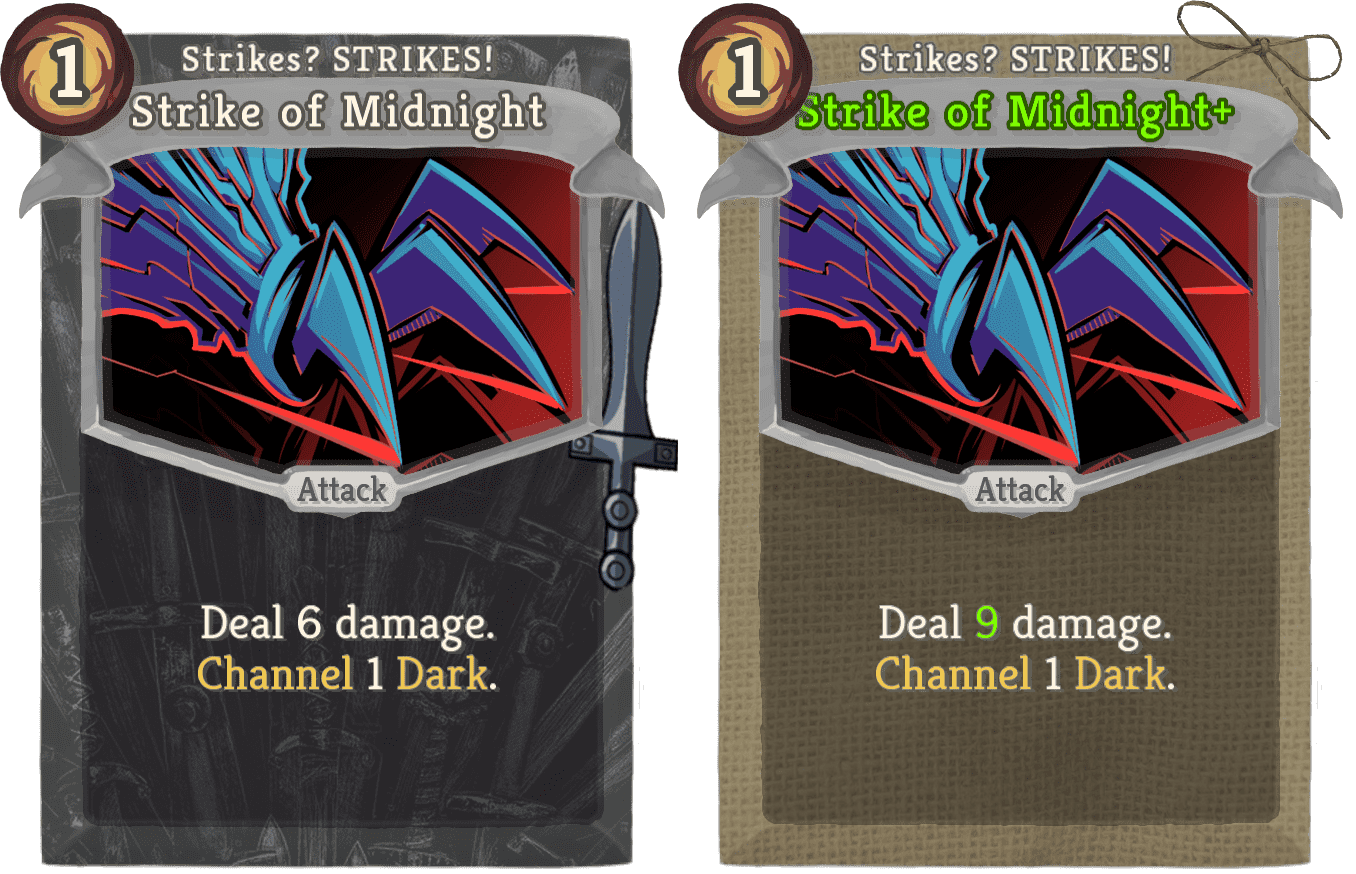 1
Strikes? STRIKES!
Strike of Midnight
Attack
Deal 6 damage.
Channel 1 Dark.
1
Strikes? STRIKES!
Strike of Midnight+
Attack
Deal 9 damage.
Channel 1 Dark.